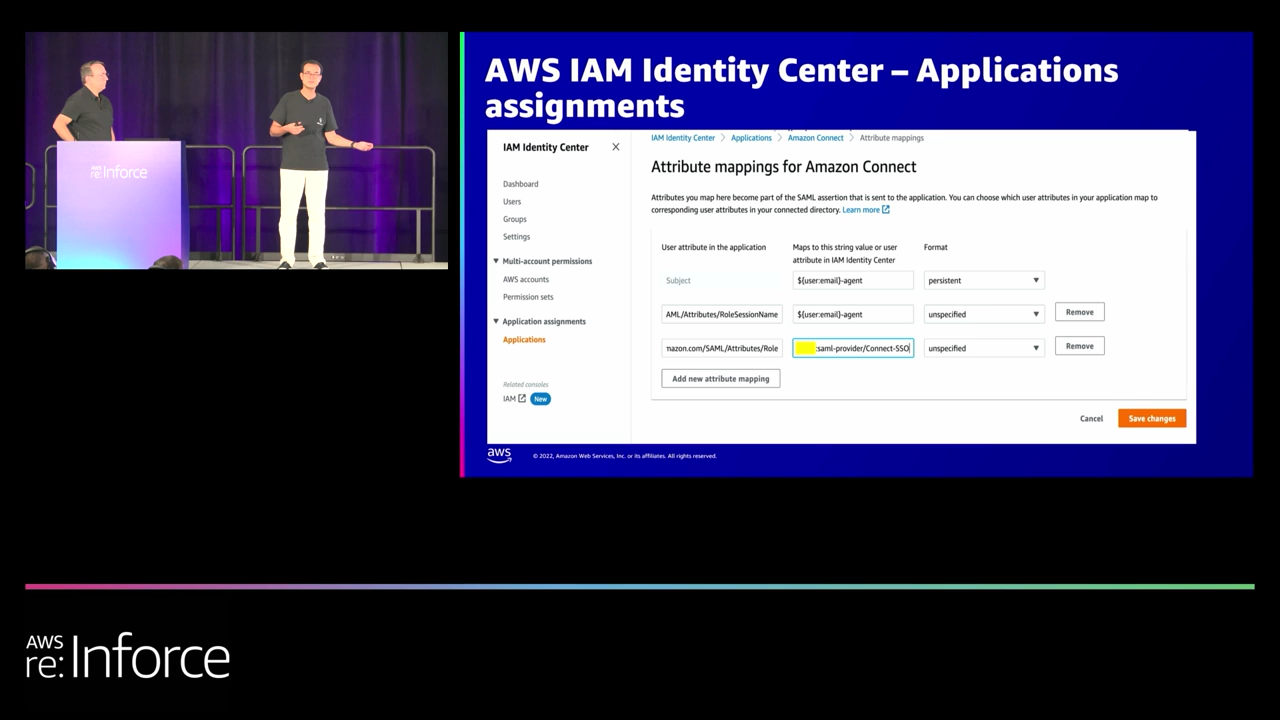 AWS
re:Inforce
AWS IAM Identity Center – Applications
assignments
IAM Identity Center
Dashboard
Users
Groups
Settings
Multi-account permissions
AWS accounts
Permission sets
Application assignments
Applications
Related consoles
IAM New
IAM Identity Center > Applications > Amazon Connect > Attribute mappings
Attribute mappings for Amazon Connect
Attributes you map here become part of the SAML assertion that is sent to the application. You can choose which user attributes in your application map to
corresponding user attributes in your connected directory. Learn more
User attribute in the application
Maps to this string value or user
attribute in IAM Identity Center
Format
Subject ${user:email}-agent persistent
AML/Attributes/RoleSessionName ${user:email}-agent unspecified Remove
nazon.com/SAML/Attributes/Role :saml-provider/Connect-SSO unspecified Remove
Add new attribute mapping
Cancel Save changes
aws
© 2022, Amazon Web Services, Inc. or its affiliates. All rights reserved.
AWS
re:Inforce